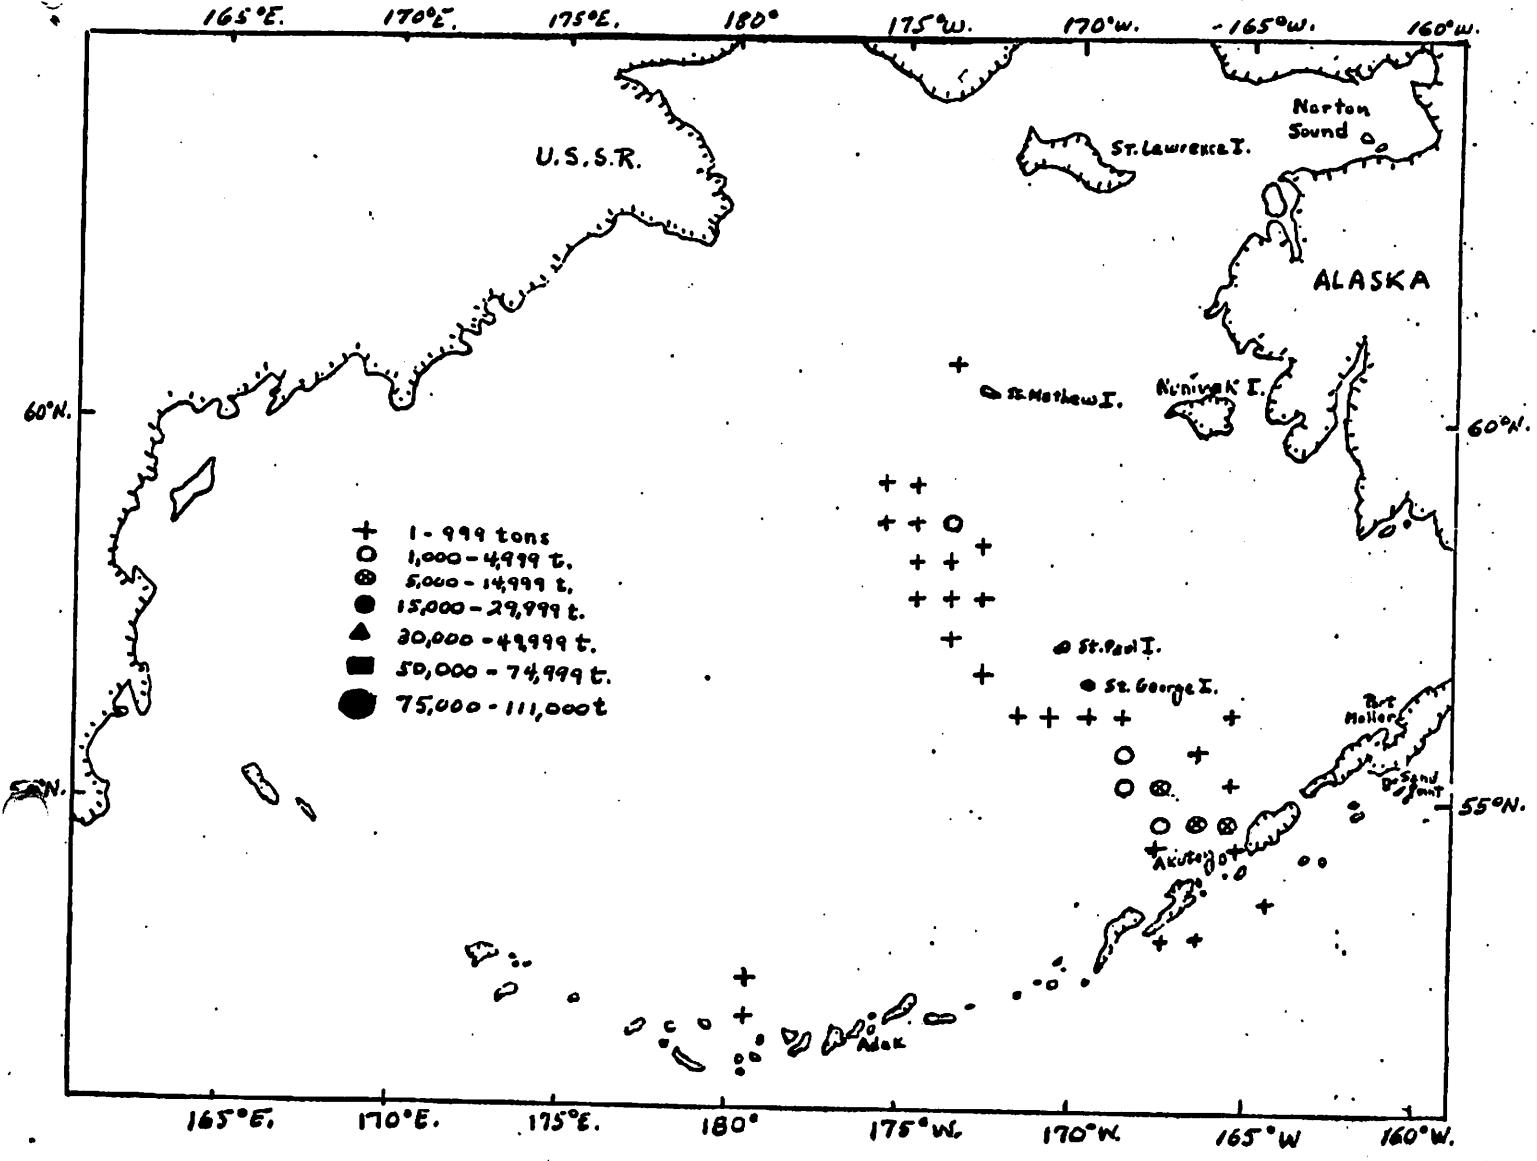 165°E. 170°E. 175°E. 180° 175°W. 170°W. 165°W. 160°W.
Norton
Sound
St. Lawrence I.
U.S.S.R.
ALASKA
St. Mathew I.
Nunivak I.
60°N.
60°N.
1 - 999 tons
1,000 - 4,999 t.
5,000 - 14,999 t.
15,000 - 29,999 t.
30,000 - 49,999 t.
50,000 - 74,999 t.
75,000 - 111,000 t
St. Paul I.
St. George I.
Port
Moller
Sand
Point
55°N.
Akutan
Adak
165°E. 170°E. 175°E. 180° 175°W. 170°W. 165°W 160°W.